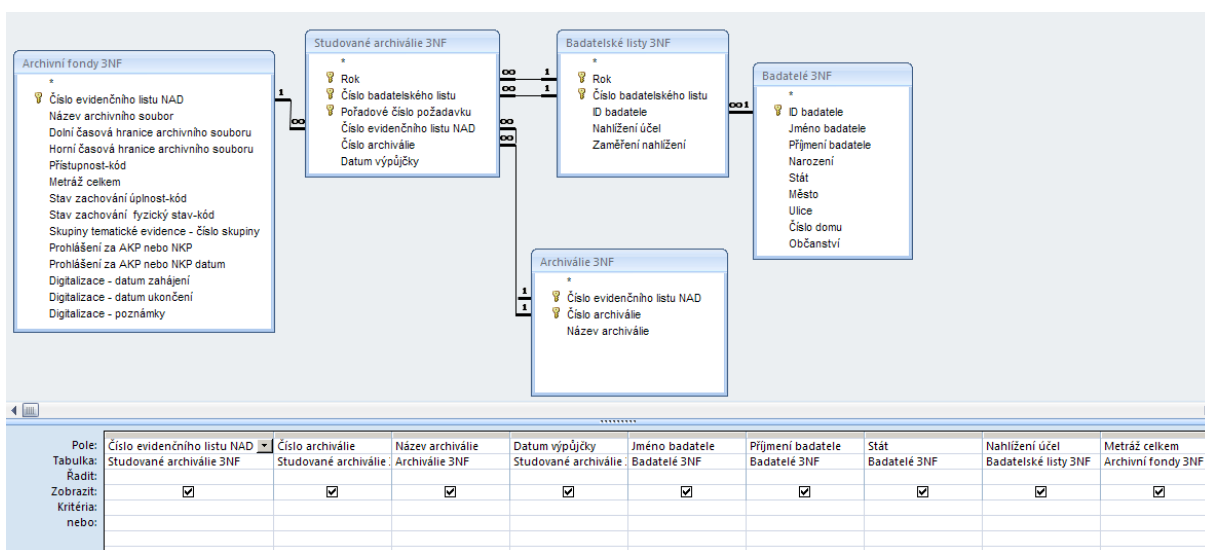 Archivní fondy 3NF
*
Číslo evidenčního listu NAD
Název archivního soubor
Dolní časová hranice archivního souboru
Horní časová hranice archivního souboru
Přístupnost-kód
Metráž celkem
Stav zachování úplnost-kód
Stav zachování  fyzický stav-kód
Skupiny tematické evidence - číslo skupiny
Prohlášení za AKP nebo NKP
Prohlášení za AKP nebo NKP datum
Digitalizace - datum zahájení
Digitalizace - datum ukončení
Digitalizace - poznámky
1
∞
Studované archiválie 3NF
*
Rok
Číslo badatelského listu
Pořadové číslo požadavku
Číslo evidenčního listu NAD
Číslo archiválie
Datum výpůjčky
∞ 1
∞ 1
∞
∞
Badatelské listy 3NF
*
Rok
Číslo badatelského listu
ID badatele
Nahlížení účel
Zaměření nahlížení
∞ 1
Badatelé 3NF
*
ID badatele
Jméno badatele
Příjmení badatele
Narození
Stát
Město
Ulice
Číslo domu
Občanství
1
1
Archiválie 3NF
*
Číslo evidenčního listu NAD
Číslo archiválie
Název archiválie
Pole: Číslo evidenčního listu NAD Číslo archiválie Název archiválie Datum výpůjčky Jméno badatele Příjmení badatele Stát Nahlížení účel Metráž celkem
Tabulka: Studované archiválie 3NF Studované archiválie Archiválie 3NF Studované archiválie Badatelé 3NF Badatelé 3NF Badatelé 3NF Badatelské listy 3NF Archivní fondy 3NF
Řadit:
Zobrazit:
Kritéria:
nebo: